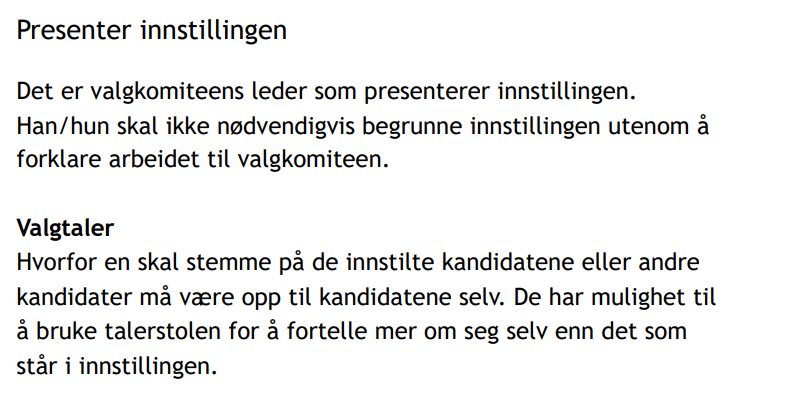 Presenter innstillingen
Det er valgkomiteens leder som presenterer innstillingen.
Han/hun skal ikke nødvendigvis begrunne innstillingen utenom å
forklare arbeidet til valgkomiteen.
Valgtaler
Hvorfor en skal stemme på de innstilte kandidatene eller andre
kandidater må være opp til kandidatene selv. De har mulighet til
å bruke talerstolen for å fortelle mer om seg selv enn det som
står i innstillingen.